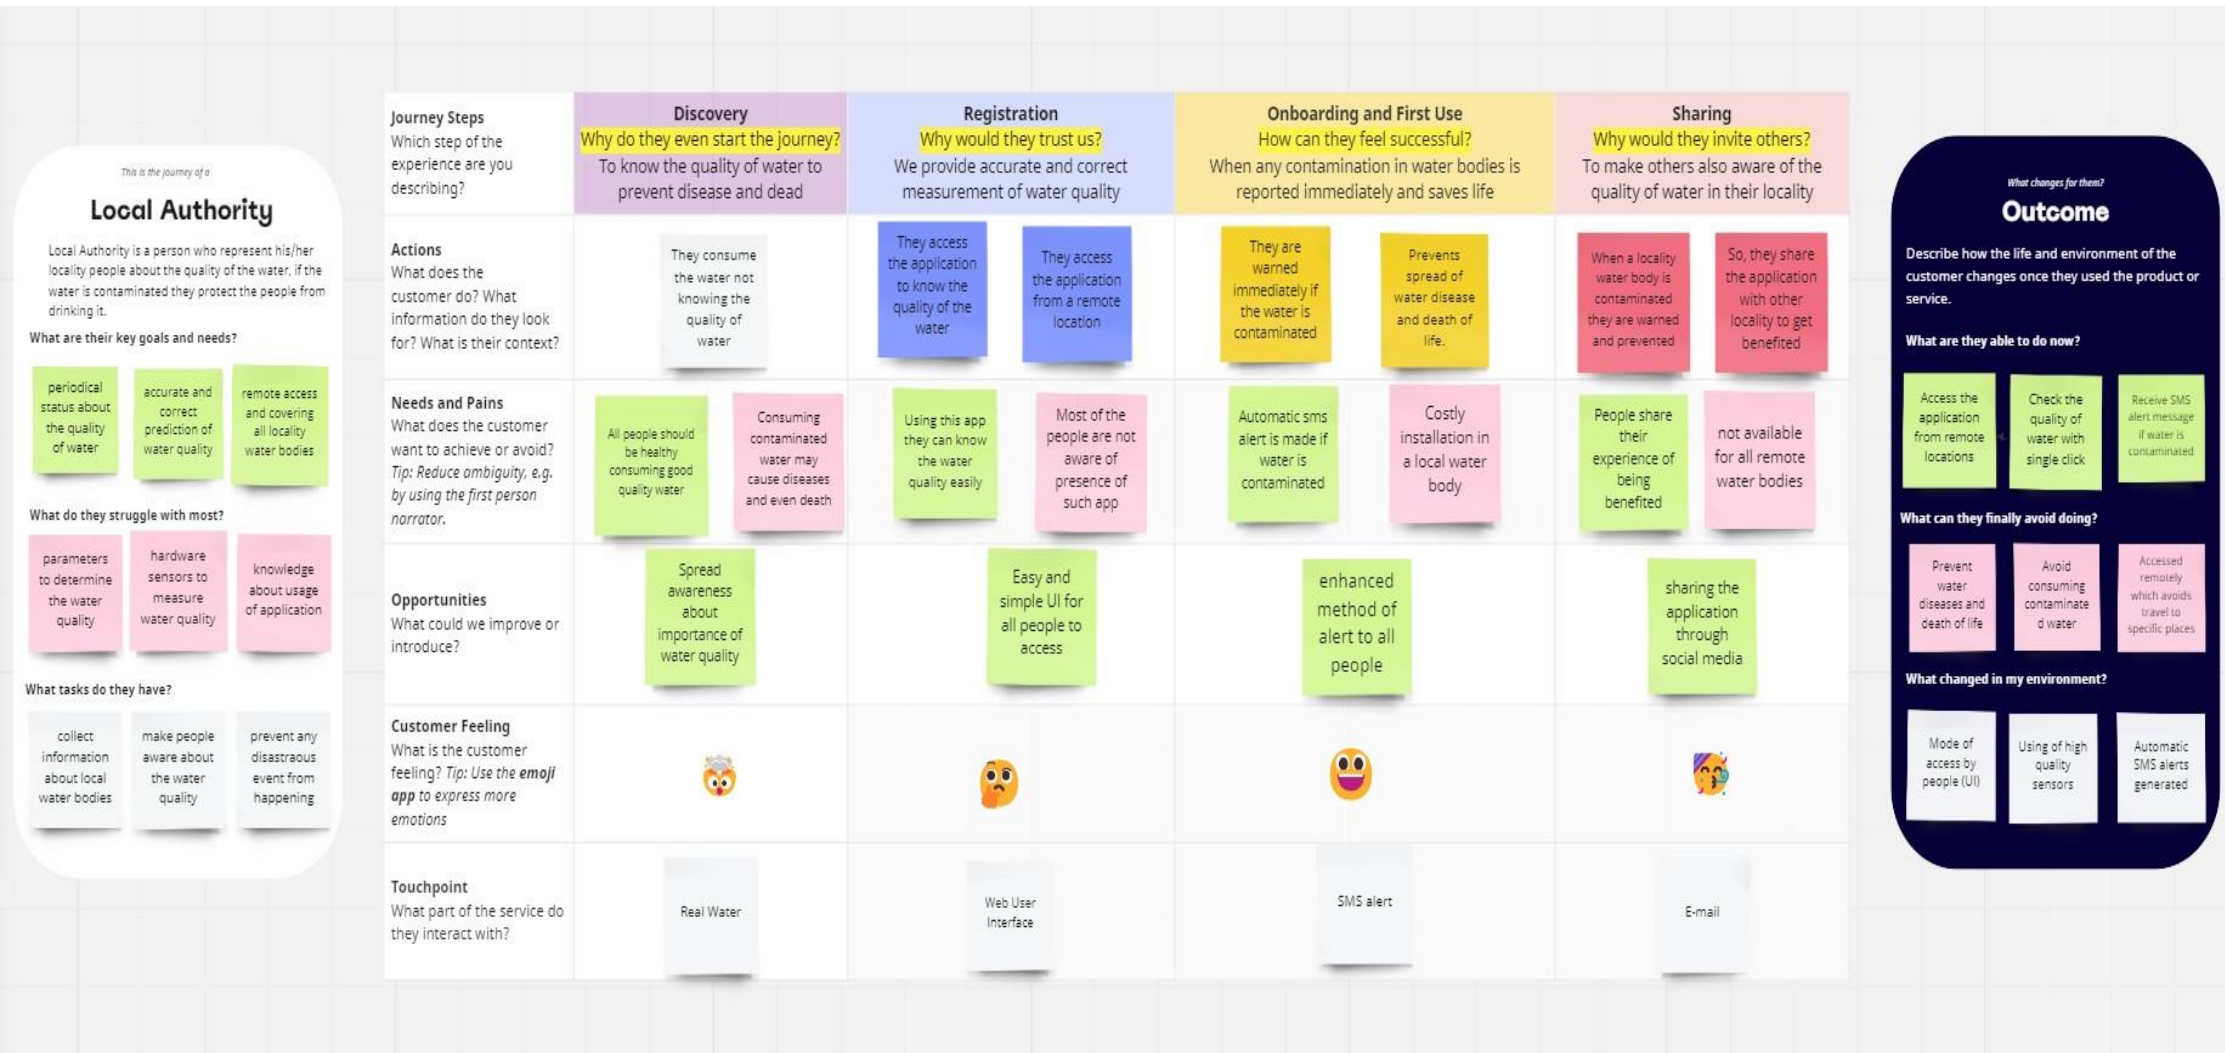 This is the journey of a
Local Authority
Local Authority is a person who represent his/her
locality people about the quality of the water, if the
water is contaminated they protect the people from
drinking it.
What are their key goals and needs?
periodical
status about
the quality
of water
accurate and
correct
prediction of
water quality
remote access
and covering
all locality
water bodies
What do they struggle with most?
parameters
to determine
the water
quality
hardware
sensors to
measure
water quality
knowledge
about usage
of application
What tasks do they have?
collect
information
about local
water bodies
make people
aware about
the water
quality
prevent any
disastraous
event from
happening
Journey Steps
Which step of the
experience are you
describing?
Discovery
Why do they even start the journey?
To know the quality of water to
prevent disease and dead
Registration
Why would they trust us?
We provide accurate and correct
measurement of water quality
Onboarding and First Use
How can they feel successful?
When any contamination in water bodies is
reported immediately and saves life
Sharing
Why would they invite others?
To make others also aware of the
quality of water in their locality
Actions
What does the
customer do? What
information do they look
for? What is their context?
They consume
the water not
knowing the
quality of
water
They access
the application
to know the
quality of the
water
They access
the application
from a remote
location
They are
warned
immediately if
the water is
contaminated
Prevents
spread of
water disease
and death of
life.
When a locality
water body is
contaminated
they are warned
and prevented
So, they share
the application
with other
locality to get
benefited
Needs and Pains
What does the customer
want to achieve or avoid?
Tip: Reduce ambiguity, e.g.
by using the first person
narrator.
All people should
be healthy
consuming good
quality water
Consuming
contaminated
water may
cause diseases
and even death
Using this app
they can know
the water
quality easily
Most of the
people are not
aware of
presence of
such app
Automatic sms
alert is made if
water is
contaminated
Costly
installation in
a local water
body
People share
their
experience of
being
benefited
not available
for all remote
water bodies
Opportunities
What could we improve or
introduce?
Spread
awareness
about
importance of
water quality
Easy and
simple UI for
all people to
access
enhanced
method of
alert to all
people
sharing the
application
through
social media
Customer Feeling
What is the customer
feeling? Tip: Use the emoji
app to express more
emotions
Touchpoint
What part of the service do
they interact with?
Real Water
Web User
Interface
SMS alert
E-mail
What changes for them?
Outcome
Describe how the life and environment of the
customer changes once they used the product or
service.
What are they able to do now?
Access the
application
from remote
locations
Check the
quality of
water with
single click
Receive SMS
alert message
if water is
contaminated
What can they finally avoid doing?
Prevent
water
diseases and
death of life
Avoid
consuming
contaminate
d water
Accessed
remotely
which avoids
travel to
specific places
What changed in my environment?
Mode of
access by
people (UI)
Using of high
quality
sensors
Automatic
SMS alerts
generated